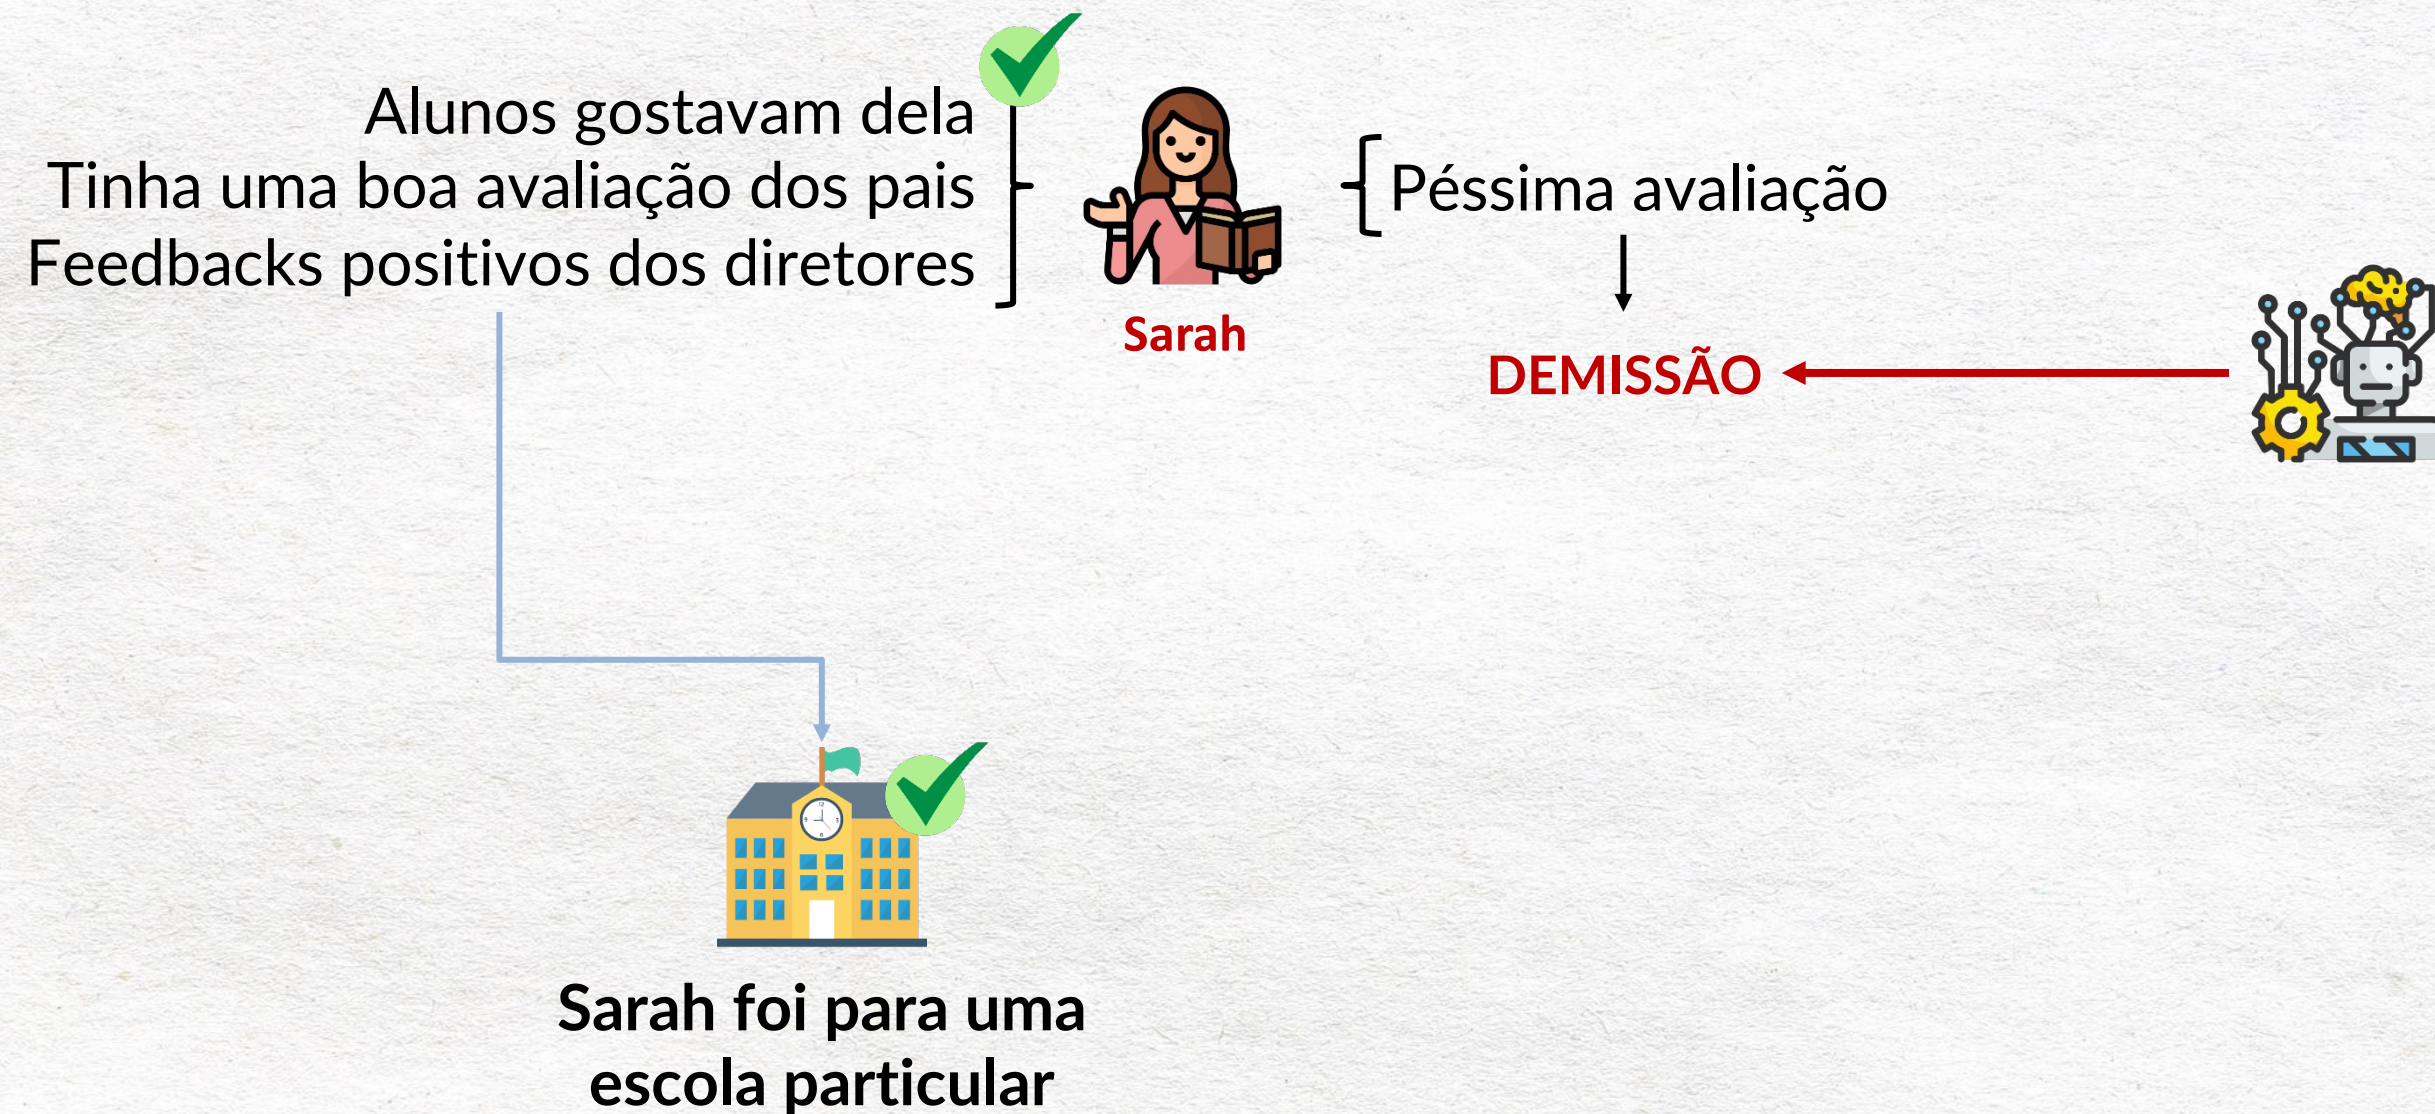 Alunos gostavam dela
Tinha uma boa avaliação dos pais
Feedbacks positivos dos diretores
Sarah
Péssima avaliação
DEMISSÃO
Sarah foi para uma
escola particular